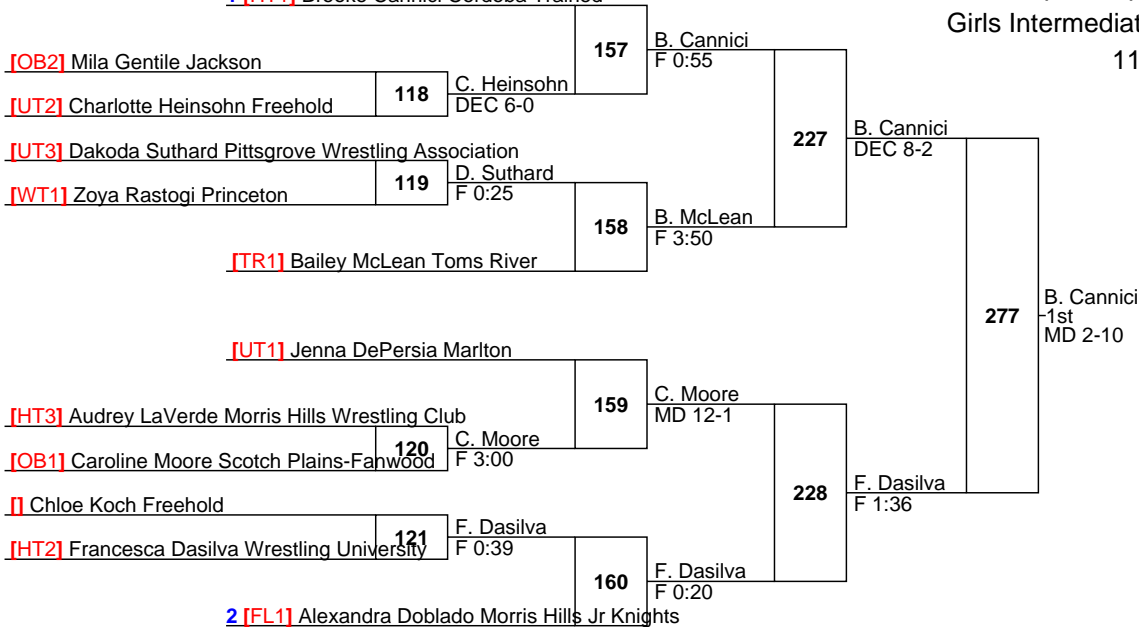 Girls Intermediat
11
157
B. Cannici
F 0:55
[OB2] Mila Gentile Jackson
118
C. Heinsohn
DEC 6-0
[UT2] Charlotte Heinsohn Freehold
227
B. Cannici
DEC 8-2
[UT3] Dakoda Suthard Pittsgrove Wrestling Association
119
D. Suthard
F 0:25
[WT1] Zoya Rastogi Princeton
158
B. McLean
F 3:50
[TR1] Bailey McLean Toms River
277
B. Cannici
1st
MD 2-10
[UT1] Jenna DePersia Marlton
159
C. Moore
MD 12-1
[HT3] Audrey LaVerde Morris Hills Wrestling Club
120
C. Moore
F 3:00
[OB1] Caroline Moore Scotch Plains-Fanwood
228
F. Dasilva
F 1:36
[] Chloe Koch Freehold
121
F. Dasilva
F 0:39
[HT2] Francesca Dasilva Wrestling University
160
F. Dasilva
F 0:20
2 [FL1] Alexandra Doblado Morris Hills Jr Knights